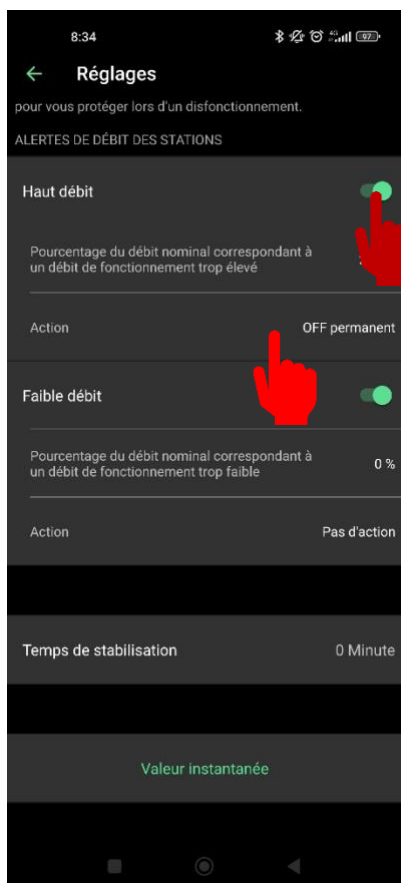 8:34
4G
97
Réglages
pour vous protéger lors d'un disfonctionnement.
ALERTES DE DÉBIT DES STATIONS
Haut débit
Pourcentage du débit nominal correspondant à
un débit de fonctionnement trop élevé
Action
OFF permanent
Faible débit
Pourcentage du débit nominal correspondant à
un débit de fonctionnement trop faible
0 %
Action
Pas d'action
Temps de stabilisation
0 Minute
Valeur instantanée